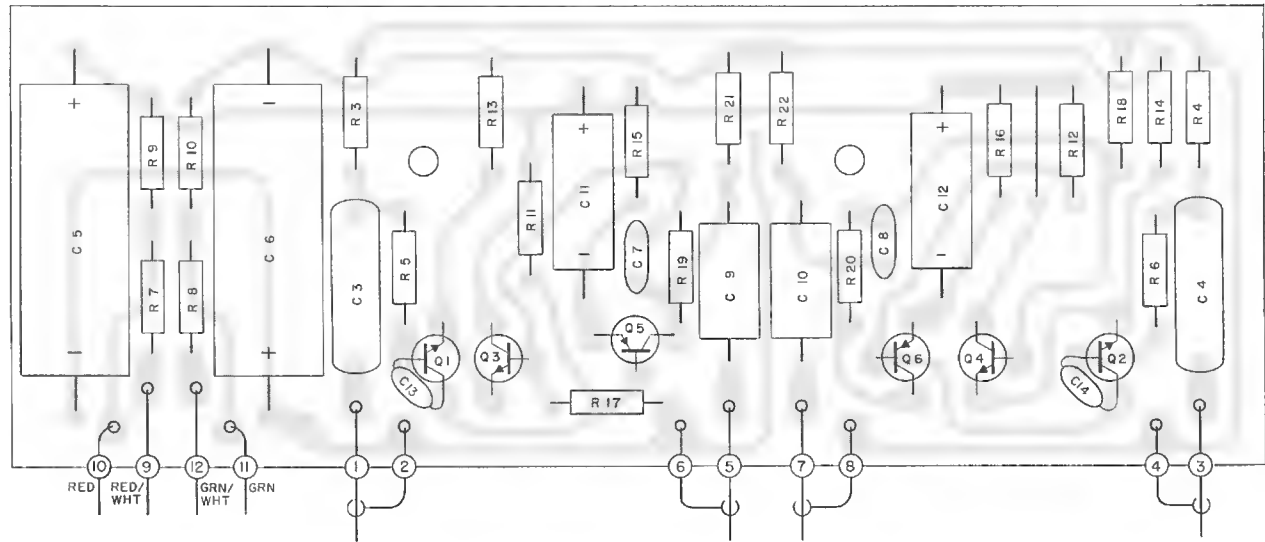 +
R 9
R 10
C 5
R 7
R 8
−
−
C 6
+
R 3
C 3
R 5
Q1
C13
R 13
Q3
R 11
+
C 11
−
R 15
C 7
Q5
R 17
R 19
R 21
C 9
R 22
C 10
R 20
C 8
Q6
+
C 12
−
Q4
R 16
R 12
Q2
C14
R 18
R 14
R 4
R 6
C 4
10
9
12
11
1
2
6
5
7
8
4
3
RED
RED/
WHT
GRN/
WHT
GRN